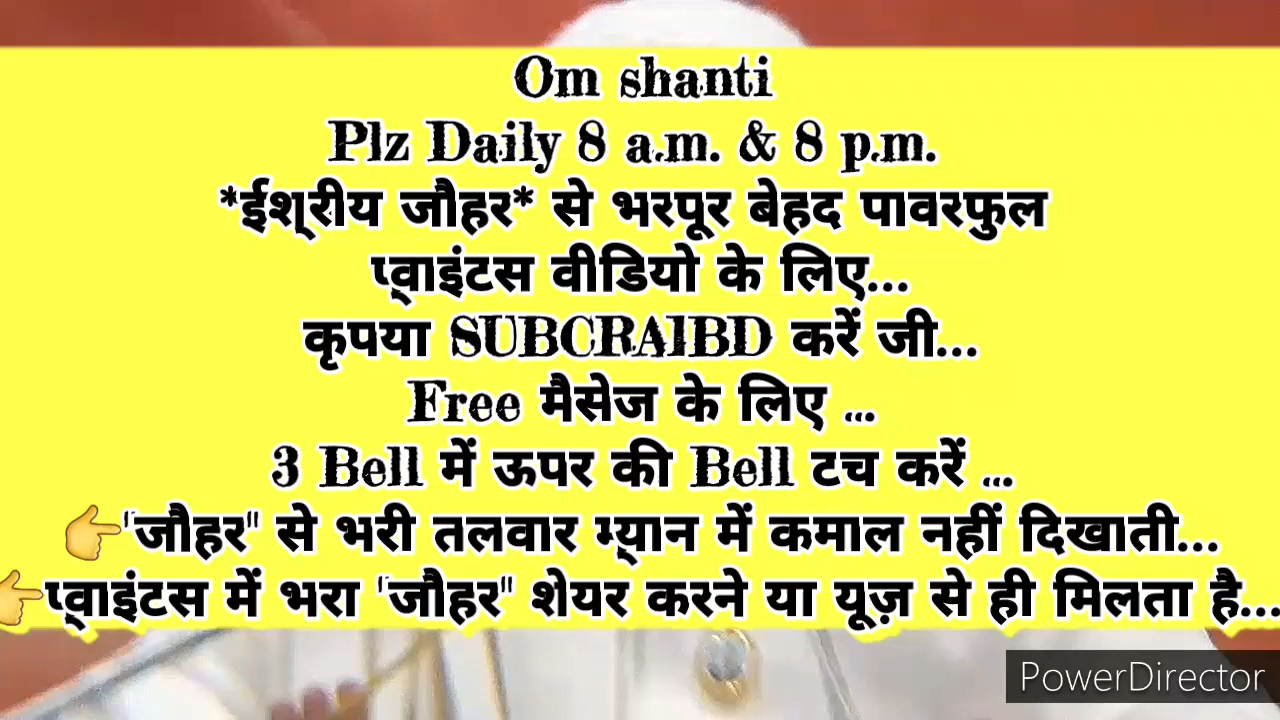 Om shanti
Plz Daily 8 a.m. & 8 p.m.
*ईश्रीय जौहर* से भरपूर बेहद पावरफुल
प्वाइंटस वीडियो के लिए...
कृपया SUBCRAIBD करें जी...
Free मैसेज के लिए ...
3 Bell में ऊपर की Bell टच करें ...
👉"जौहर" से भरी तलवार म्यान में कमाल नहीं दिखाती...
👉प्वाइंटस में भरा "जौहर" शेयर करने या यूज़ से ही मिलता है...
PowerDirector